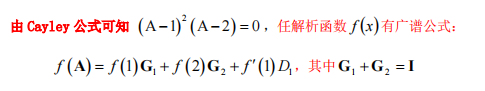 由 Cayley 公式可知 (A−1)²(A−2)=0，任解析函数 f(x) 有广谱公式：
f(A)=f(1)G₁+f(2)G₂+f′(1)D₁，其中 G₁+G₂=I